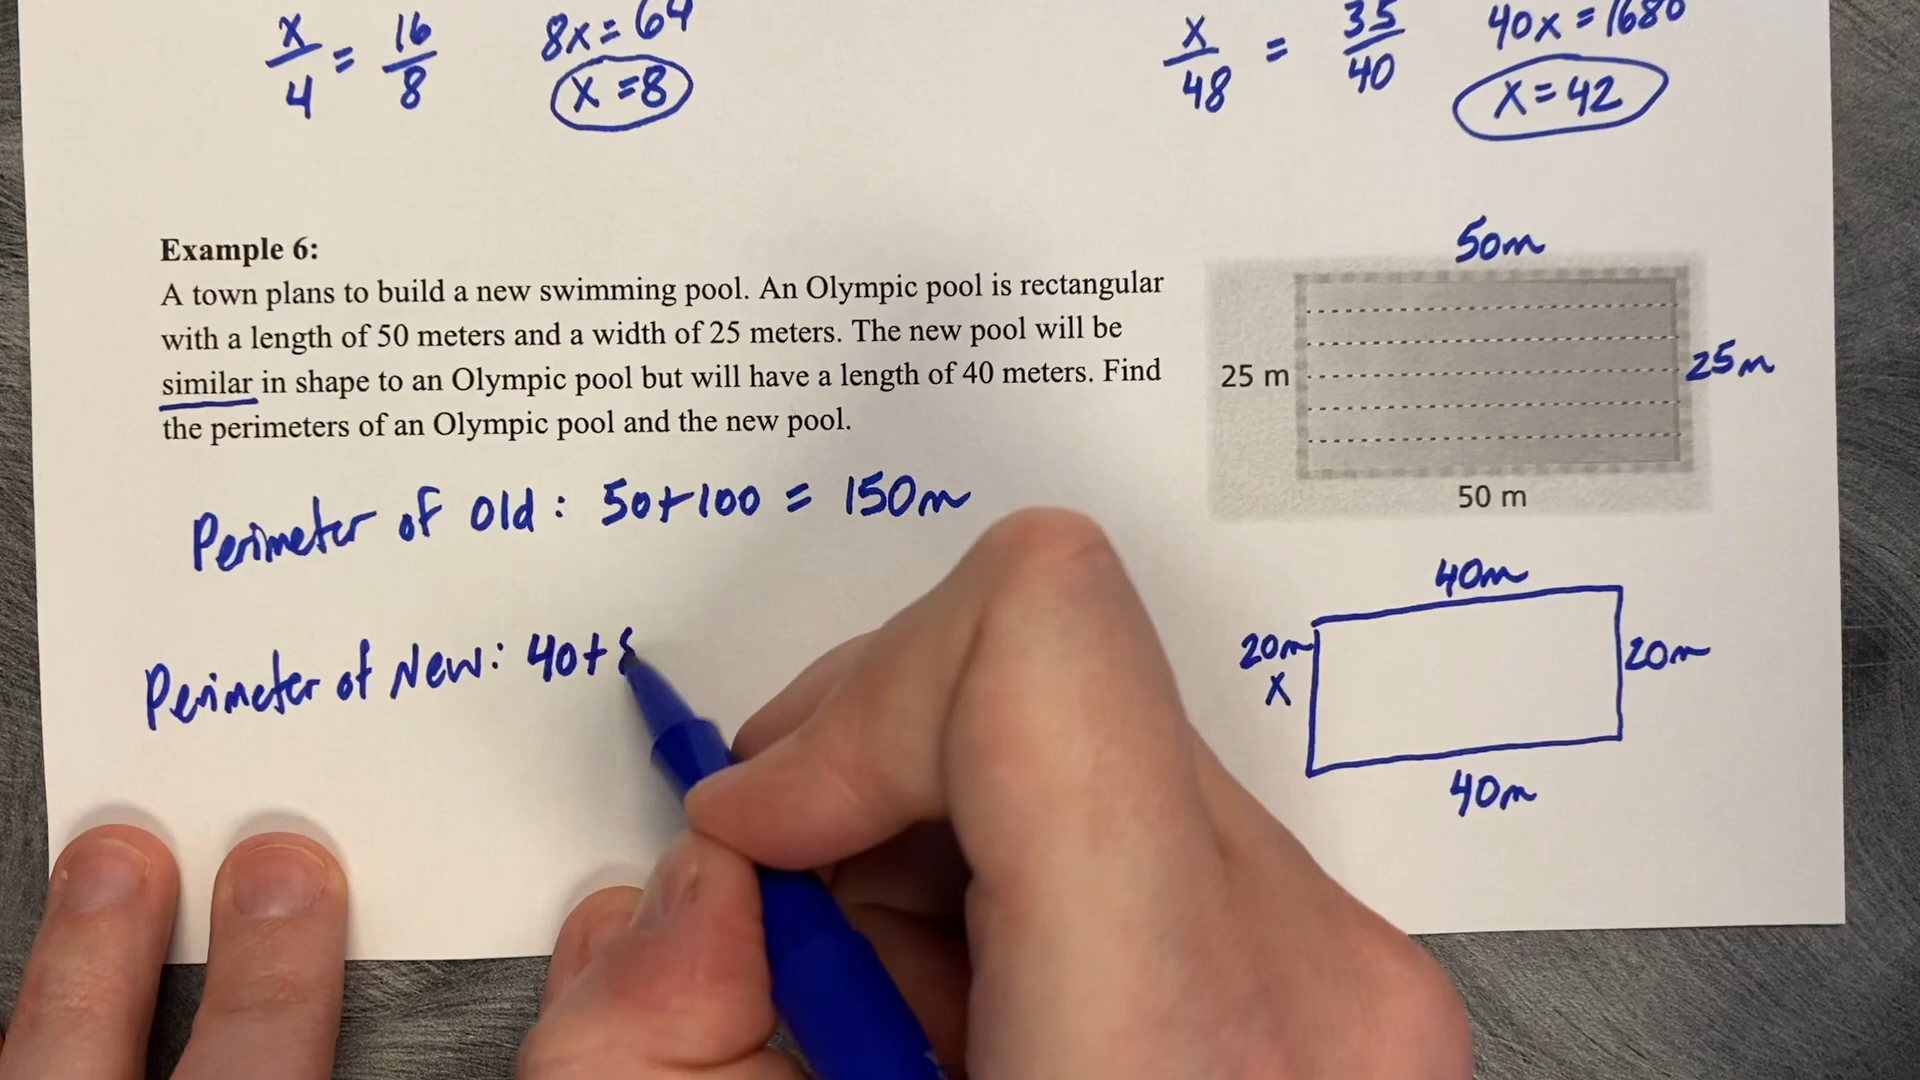 x/4 = 16/8
8x = 64
x = 8
x/48 = 35/40
40x = 1680
x = 42
Example 6:
A town plans to build a new swimming pool. An Olympic pool is rectangular
with a length of 50 meters and a width of 25 meters. The new pool will be
similar in shape to an Olympic pool but will have a length of 40 meters. Find
the perimeters of an Olympic pool and the new pool.
50m
25 m
25m
50 m
Perimeter of Old: 50+100 = 150m
Perimeter of New: 40+
40m
20m
x
20m
40m